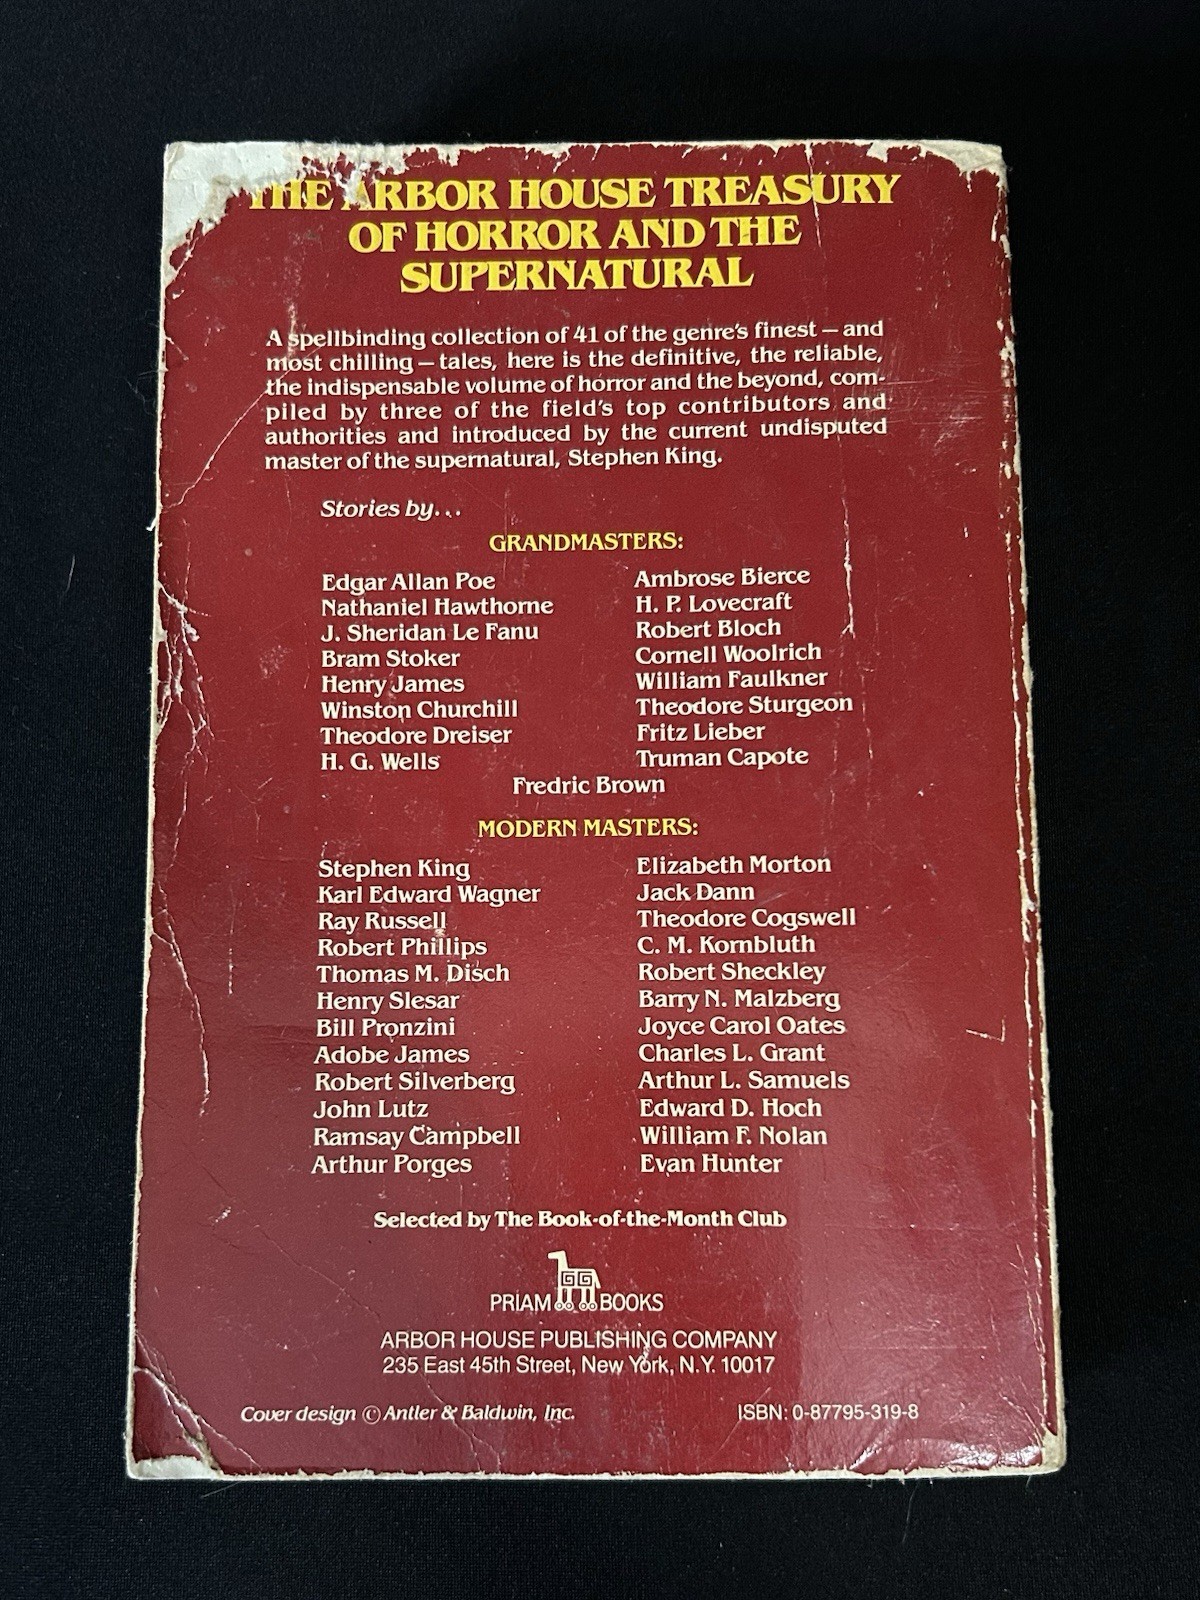 THE ARBOR HOUSE TREASURY
OF HORROR AND THE
SUPERNATURAL
A spellbinding collection of 41 of the genre's finest — and
most chilling — tales, here is the definitive, the reliable,
the indispensable volume of horror and the beyond, com-
piled by three of the field's top contributors and
authorities and introduced by the current undisputed
master of the supernatural, Stephen King.
Stories by...
GRANDMASTERS:
Edgar Allan Poe
Nathaniel Hawthorne
J. Sheridan Le Fanu
Bram Stoker
Henry James
Winston Churchill
Theodore Dreiser
H. G. Wells
Ambrose Bierce
H. P. Lovecraft
Robert Bloch
Cornell Woolrich
William Faulkner
Theodore Sturgeon
Fritz Lieber
Truman Capote
Fredric Brown
MODERN MASTERS:
Stephen King
Karl Edward Wagner
Ray Russell
Robert Phillips
Thomas M. Disch
Henry Slesar
Bill Pronzini
Adobe James
Robert Silverberg
John Lutz
Ramsay Campbell
Arthur Porges
Elizabeth Morton
Jack Dann
Theodore Cogswell
C. M. Kornbluth
Robert Sheckley
Barry N. Malzberg
Joyce Carol Oates
Charles L. Grant
Arthur L. Samuels
Edward D. Hoch
William F. Nolan
Evan Hunter
Selected by The Book-of-the-Month Club
PRIAM BOOKS
ARBOR HOUSE PUBLISHING COMPANY
235 East 45th Street, New York, N.Y. 10017
Cover design © Antler & Baldwin, Inc.
ISBN: 0-87795-319-8